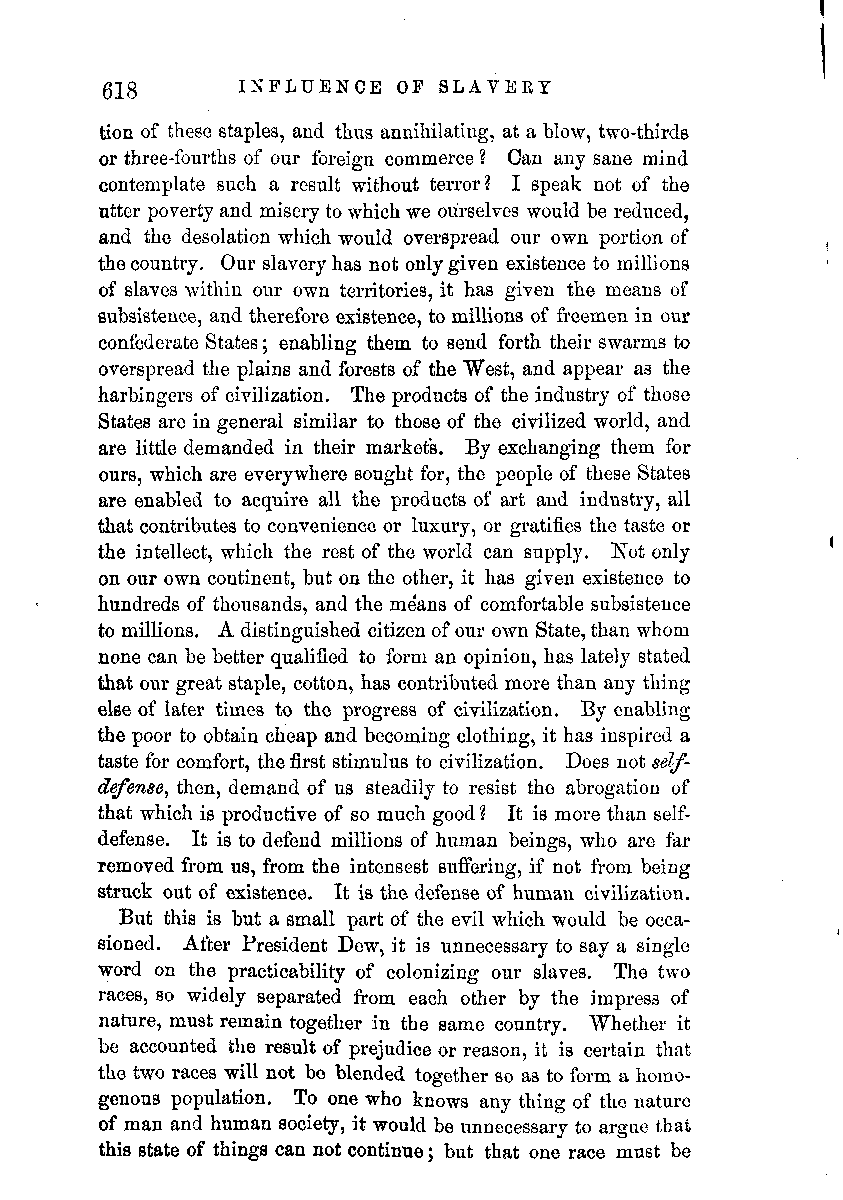 618 INFLUENCE OF SLAVERY
tion of these staples, and thus annihilating, at a blow, two-thirds
or three-fourths of our foreign commerce? Can any sane mind
contemplate such a result without terror? I speak not of the
utter poverty and misery to which we ourselves would be reduced,
and the desolation which would overspread our own portion of
the country. Our slavery has not only given existence to millions
of slaves within our own territories, it has given the means of
subsistence, and therefore existence, to millions of freemen in our
confederate States; enabling them to send forth their swarms to
overspread the plains and forests of the West, and appear as the
harbingers of civilization. The products of the industry of those
States are in general similar to those of the civilized world, and
are little demanded in their markets. By exchanging them for
ours, which are everywhere sought for, the people of these States
are enabled to acquire all the products of art and industry, all
that contributes to convenience or luxury, or gratifies the taste or
the intellect, which the rest of the world can supply. Not only
on our own continent, but on the other, it has given existence to
hundreds of thousands, and the means of comfortable subsistence
to millions. A distinguished citizen of our own State, than whom
none can be better qualified to form an opinion, has lately stated
that our great staple, cotton, has contributed more than any thing
else of later times to the progress of civilization. By enabling
the poor to obtain cheap and becoming clothing, it has inspired a
taste for comfort, the first stimulus to civilization. Does not self-
defense, then, demand of us steadily to resist the abrogation of
that which is productive of so much good? It is more than self-
defense. It is to defend millions of human beings, who are far
removed from us, from the intensest suffering, if not from being
struck out of existence. It is the defense of human civilization.
But this is but a small part of the evil which would be occa-
sioned. After President Dew, it is unnecessary to say a single
word on the practicability of colonizing our slaves. The two
races, so widely separated from each other by the impress of
nature, must remain together in the same country. Whether it
be accounted the result of prejudice or reason, it is certain that
the two races will not be blended together so as to form a homo-
genous population. To one who knows any thing of the nature
of man and human society, it would be unnecessary to argue that
this state of things can not continue; but that one race must be